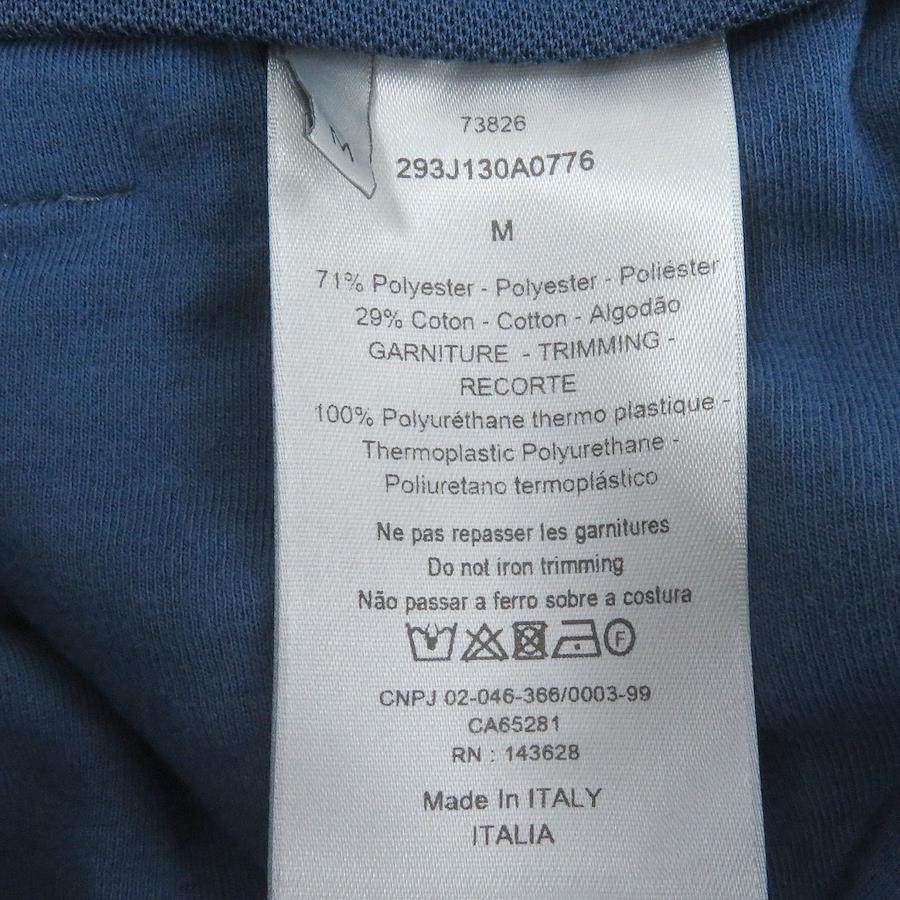 73826
293J130A0776
M
71% Polyester - Polyester - Poliéster
29% Coton - Cotton - Algodão
GARNITURE - TRIMMING -
RECORTE
100% Polyuréthane thermo plastique -
Thermoplastic Polyurethane -
Poliuretano termoplástico
Ne pas repasser les garnitures
Do not iron trimming
Não passar a ferro sobre a costura
F
CNPJ 02-046-366/0003-99
CA65281
RN : 143628
Made In ITALY
ITALIA